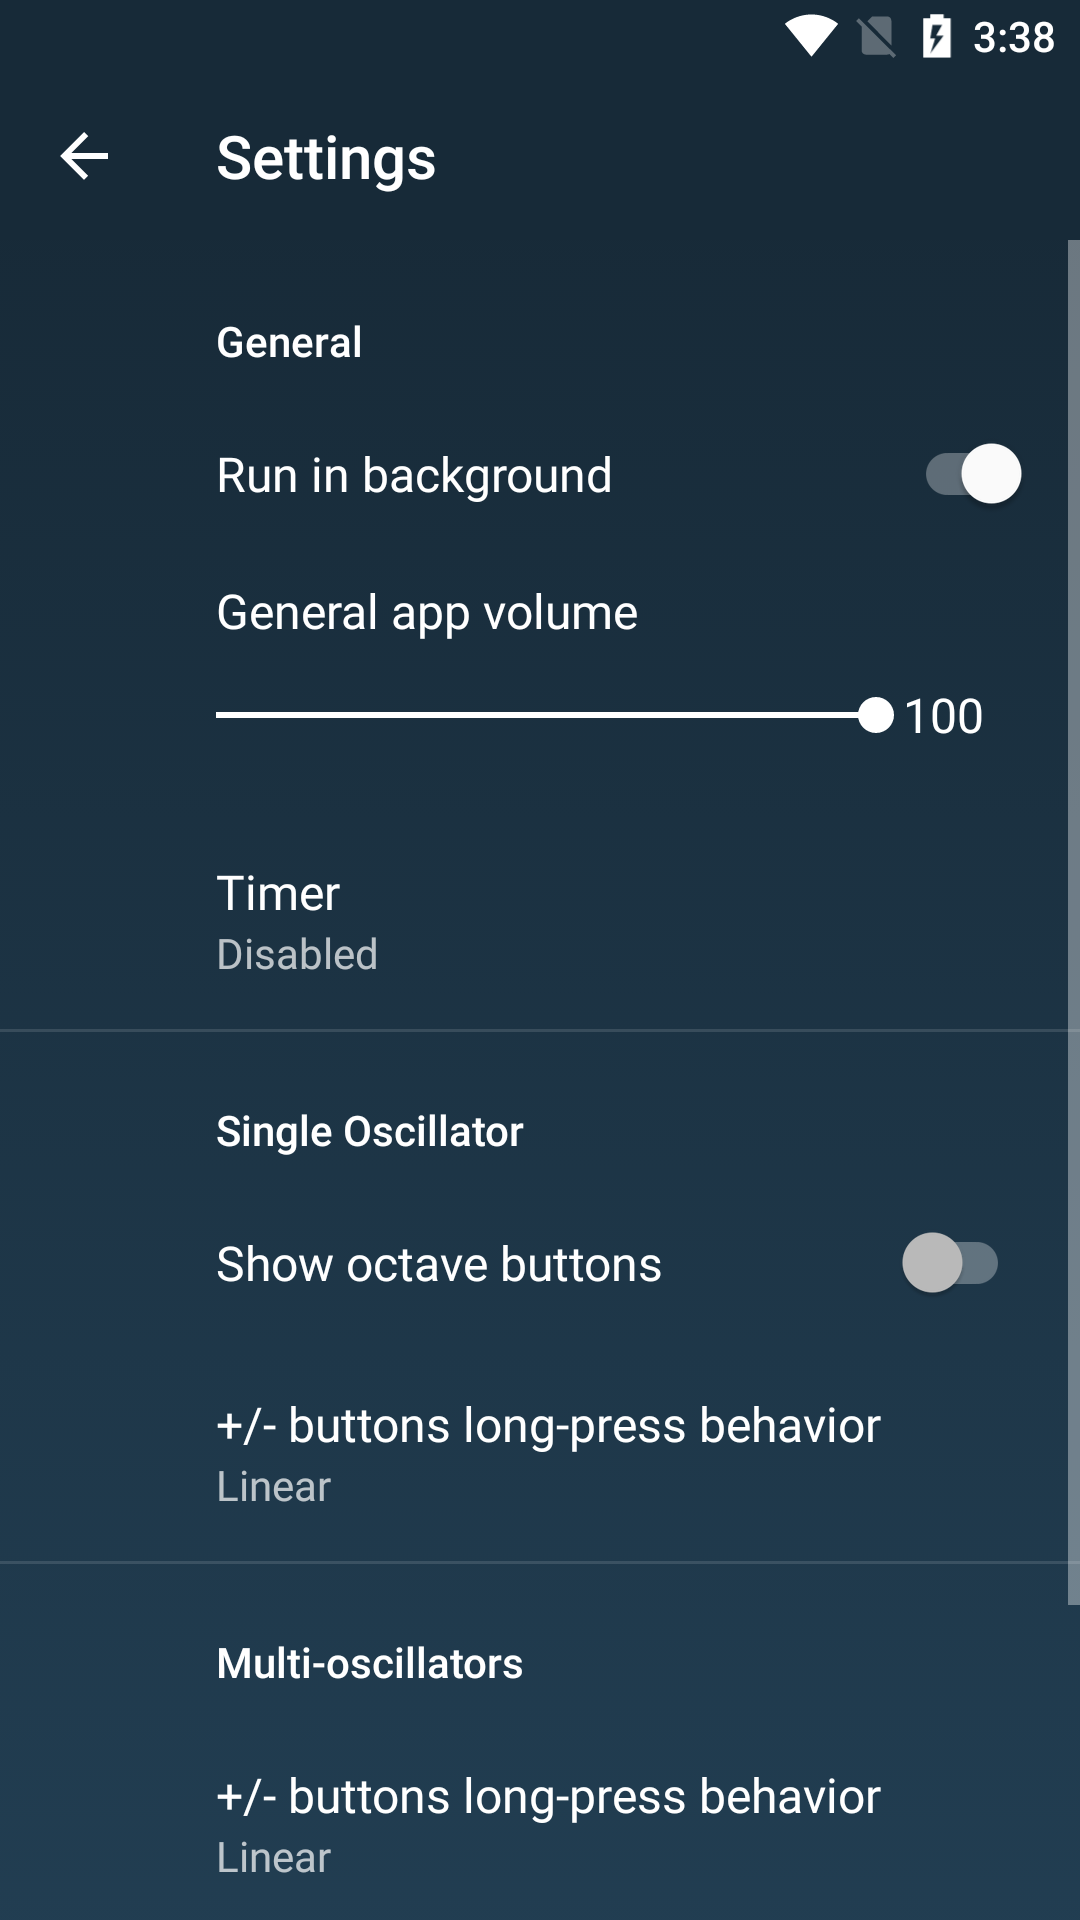 3:38
Settings
General
Run in background
General app volume
100
Timer
Disabled
Single Oscillator
Show octave buttons
+/- buttons long-press behavior
Linear
Multi-oscillators
+/- buttons long-press behavior
Linear